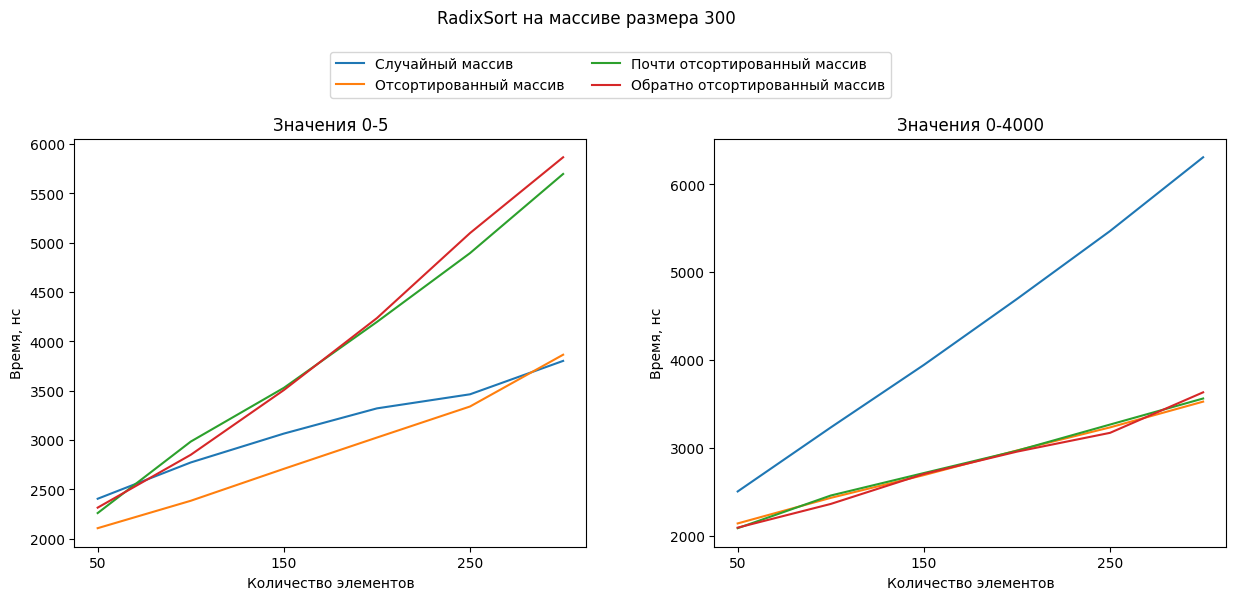 RadixSort на массиве размера 300
Случайный массив
Почти отсортированный массив
Отсортированный массив
Обратно отсортированный массив
Значения 0-5
6000
5500
5000
4500
4000
3500
3000
2500
2000
Время, нс
50
150
250
Количество элементов
Значения 0-4000
6000
5000
4000
3000
2000
Время, нс
50
150
250
Количество элементов